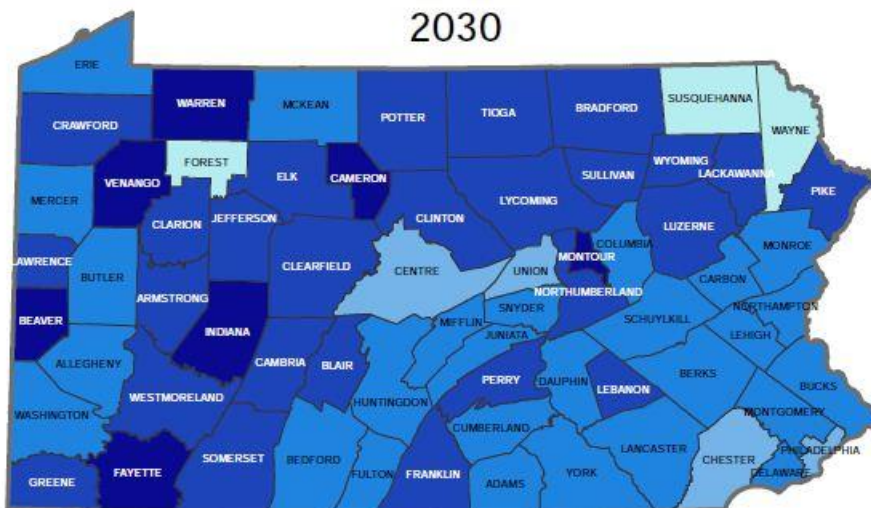 2030
ERIE
WARREN
MCKEAN
POTTER
TIOGA
BRADFORD
SUSQUEHANNA
WAYNE
CRAWFORD
FOREST
VENANGO
ELK
CAMERON
SULLIVAN
WYOMING
LACKAWANNA
PIKE
MERCER
CLARION
JEFFERSON
CLINTON
LYCOMING
LUZERNE
COLUMBIA
MONROE
LAWRENCE
BUTLER
CLEARFIELD
CENTRE
UNION
MONTOUR
CARBON
ARMSTRONG
NORTHUMBERLAND
SNYDER
NORTHAMPTON
BEAVER
INDIANA
MIFFLIN
JUNIATA
SCHUYLKILL
LEHIGH
ALLEGHENY
CAMBRIA
BLAIR
PERRY
DAUPHIN
LEBANON
BERKS
BUCKS
WESTMORELAND
HUNTINGDON
MONTGOMERY
WASHINGTON
CUMBERLAND
LANCASTER
CHESTER
PHILADELPHIA
DELAWARE
GREENE
FAYETTE
SOMERSET
BEDFORD
FULTON
FRANKLIN
ADAMS
YORK